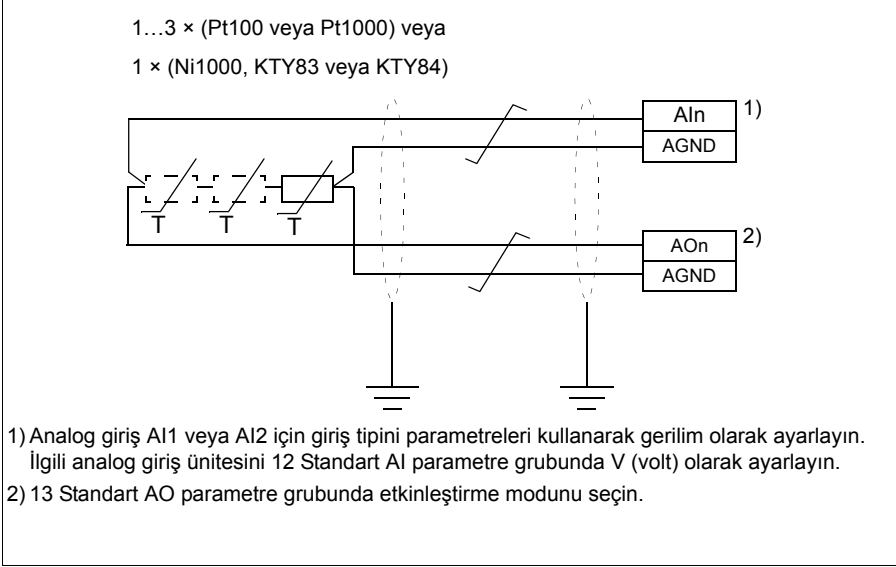 1…3 × (Pt100 veya Pt1000) veya
1 × (Ni1000, KTY83 veya KTY84)
AIn 1)
AGND
T T T
AOn 2)
AGND
1) Analog giriş AI1 veya AI2 için giriş tipini parametreleri kullanarak gerilim olarak ayarlayın.
İlgili analog giriş ünitesini 12 Standart AI parametre grubunda V (volt) olarak ayarlayın.
2) 13 Standart AO parametre grubunda etkinleştirme modunu seçin.